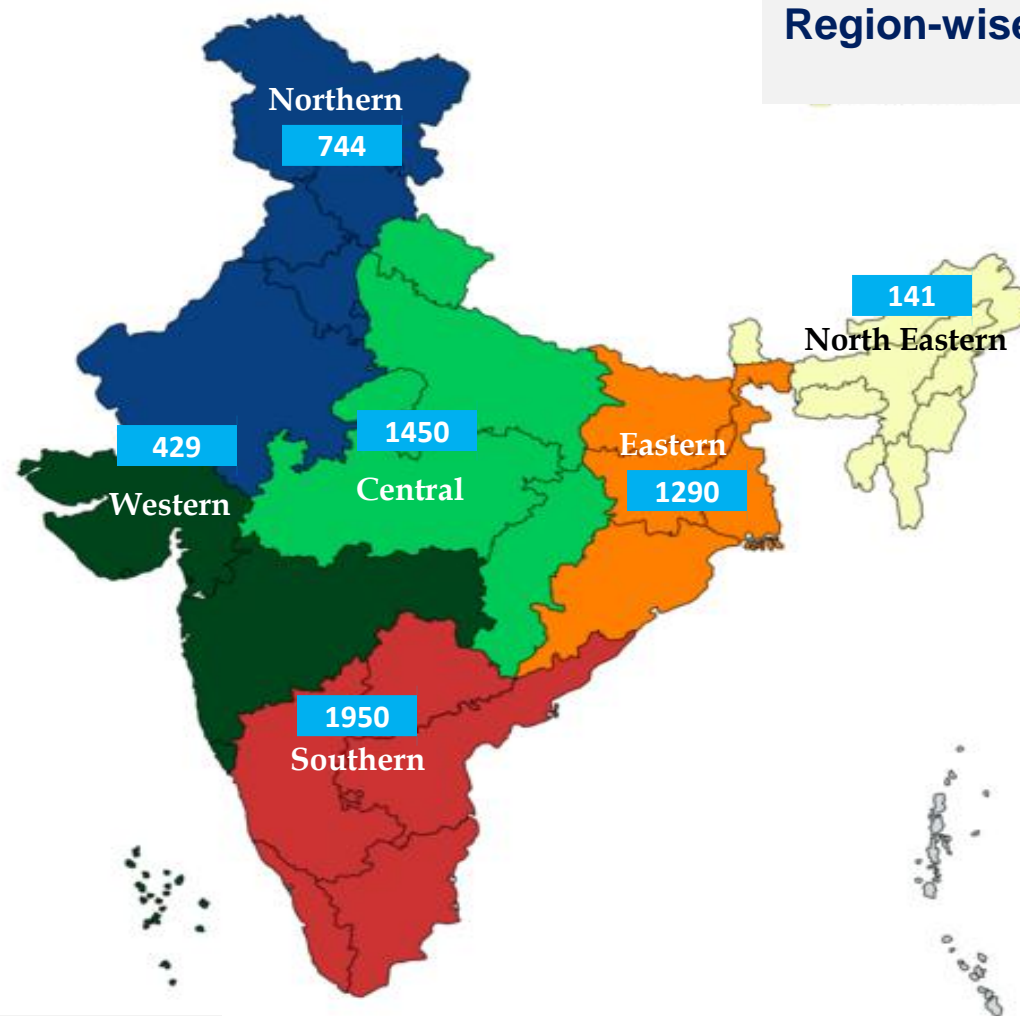 Region-wise
Northern
744
141
North Eastern
429
Western
1450
Central
Eastern
1290
1950
Southern